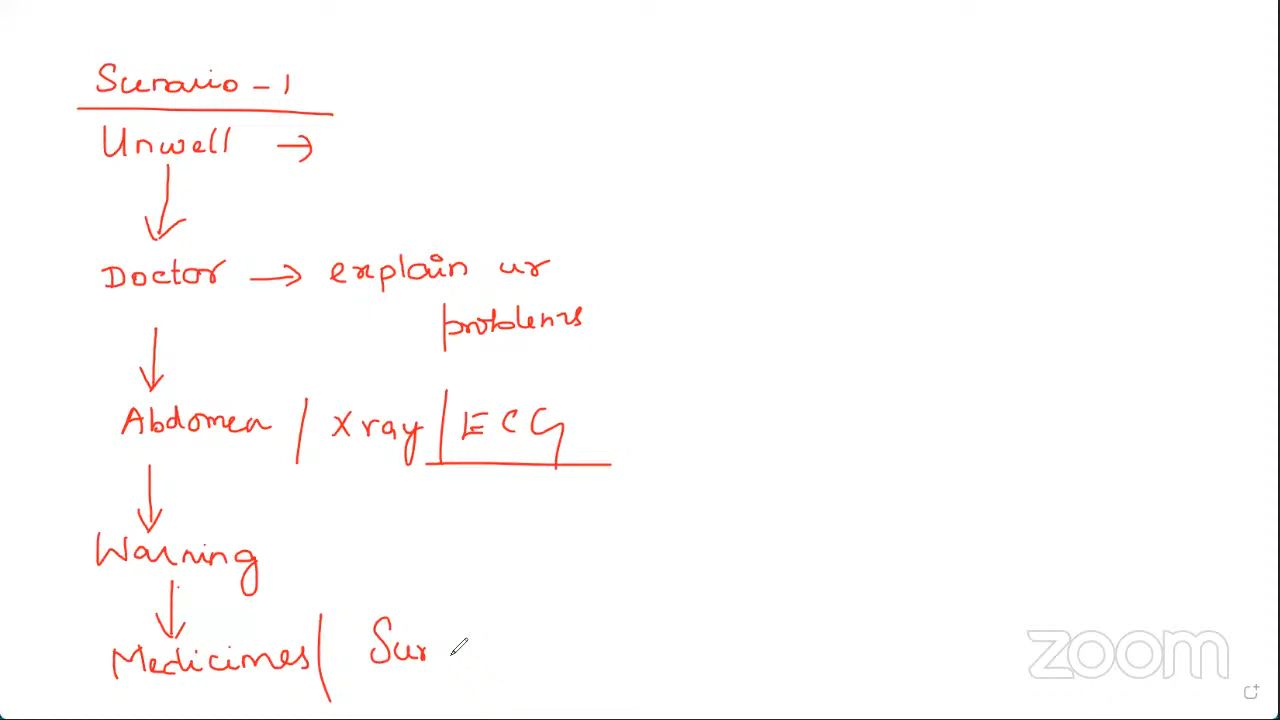 Scenario - 1
Unwell →
Doctor → explain ur
problems
Abdomen / Xray / ECG
Warning
Medicines / Sur
zoom